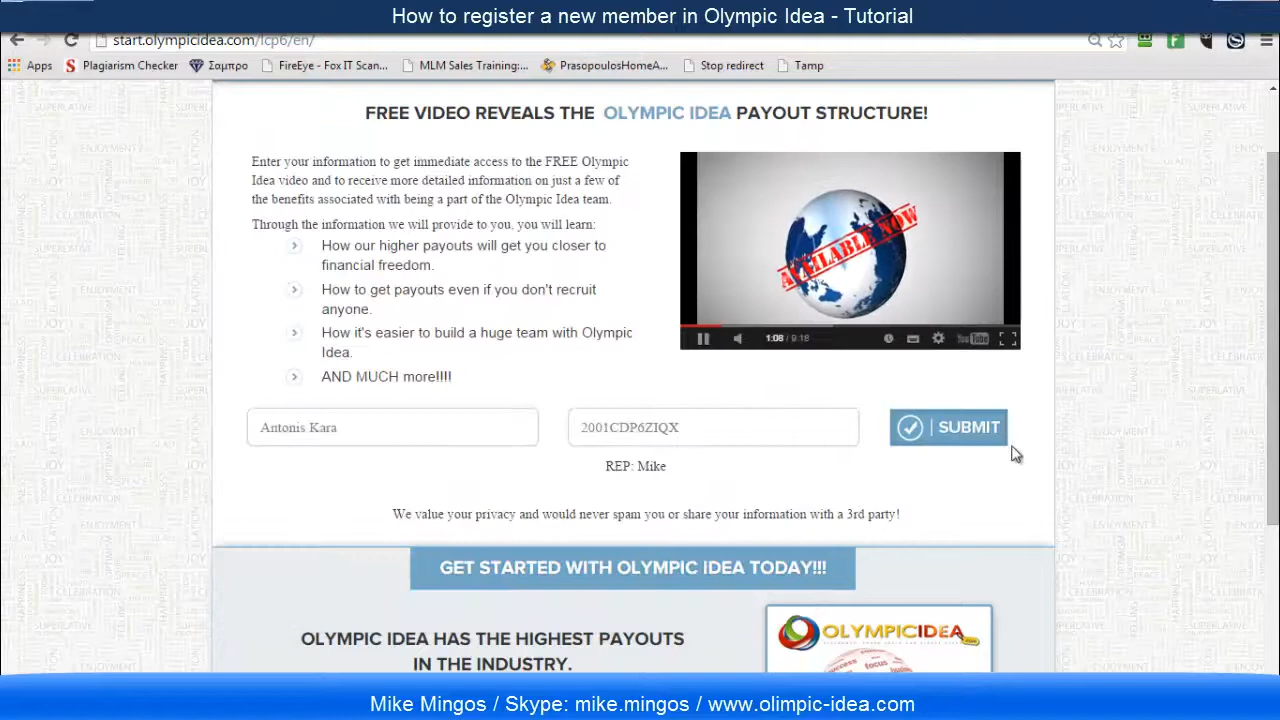 How to register a new member in Olympic Idea - Tutorial
start.olympicidea.com/lcp6/en/
Apps Plagiarism Checker Σαμπρο FireEye - Fox IT Scan... MLM Sales Training:... PrasopoulosHomeA... Stop redirect Tamp
FREE VIDEO REVEALS THE OLYMPIC IDEA PAYOUT STRUCTURE!
Enter your information to get immediate access to the FREE Olympic
Idea video and to receive more detailed information on just a few of
the benefits associated with being a part of the Olympic Idea team.
Through the information we will provide to you, you will learn:
How our higher payouts will get you closer to
financial freedom.
How to get payouts even if you don't recruit
anyone.
How it's easier to build a huge team with Olympic
Idea.
AND MUCH more!!!!
AVAILABLE NOW
1:08 / 9:18 YouTube
Antonis Kara 2001CDP6ZIQX SUBMIT
REP: Mike
We value your privacy and would never spam you or share your information with a 3rd party!
GET STARTED WITH OLYMPIC IDEA TODAY!!!
OLYMPIC IDEA HAS THE HIGHEST PAYOUTS
IN THE INDUSTRY.
OLYMPICIDEA
success focus
Mike Mingos / Skype: mike.mingos / www.olimpic-idea.com